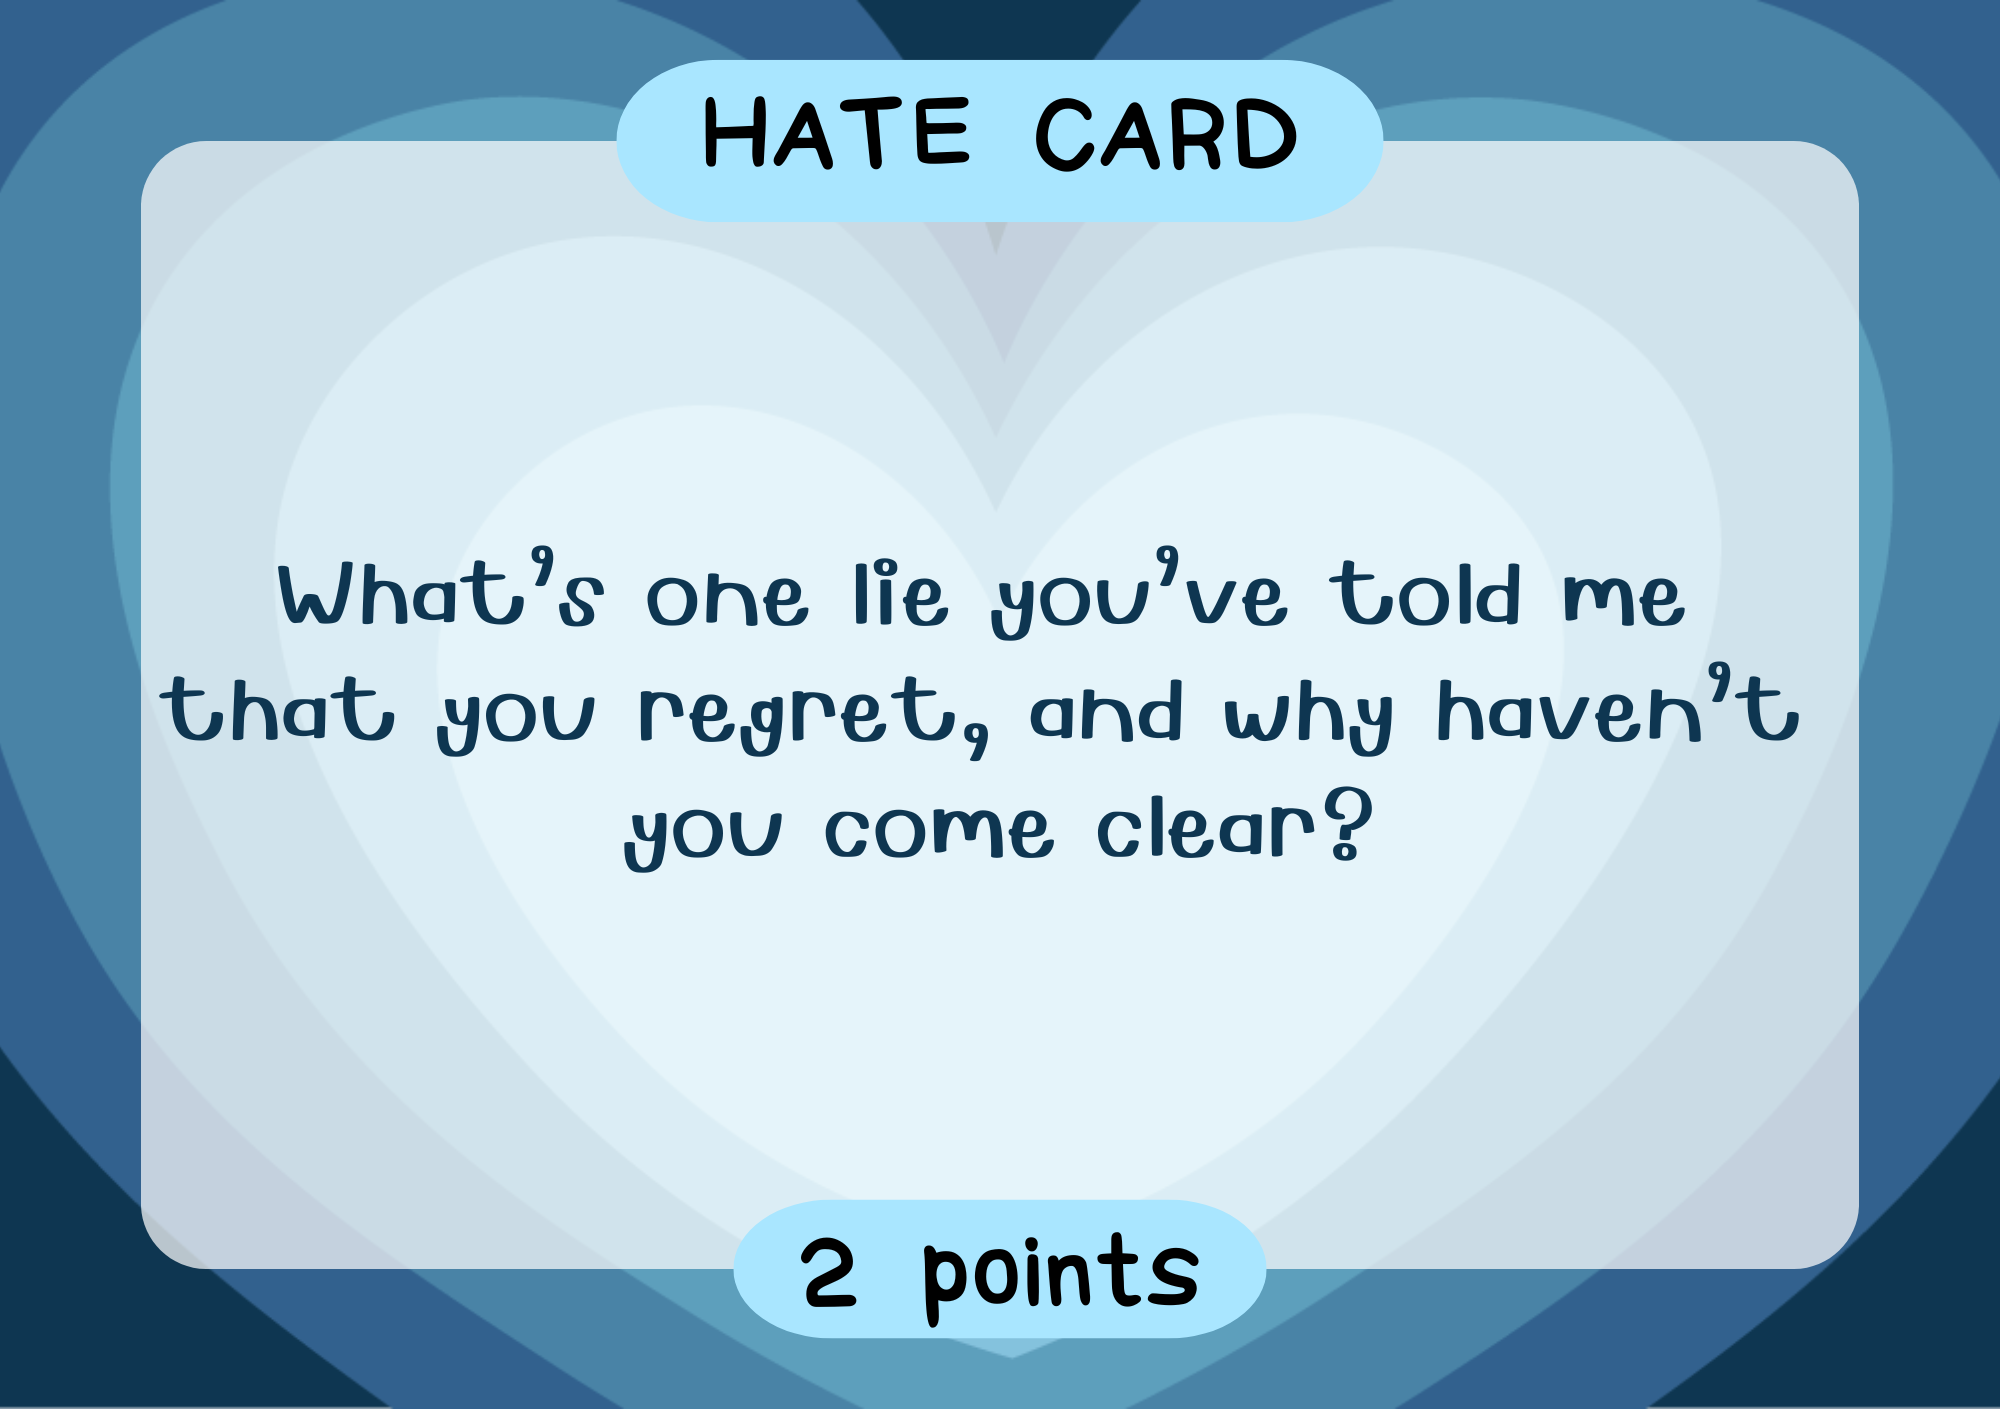 HATE CARD
What's one lie you've told me
that you regret, and why haven't
you come clear?
2 points